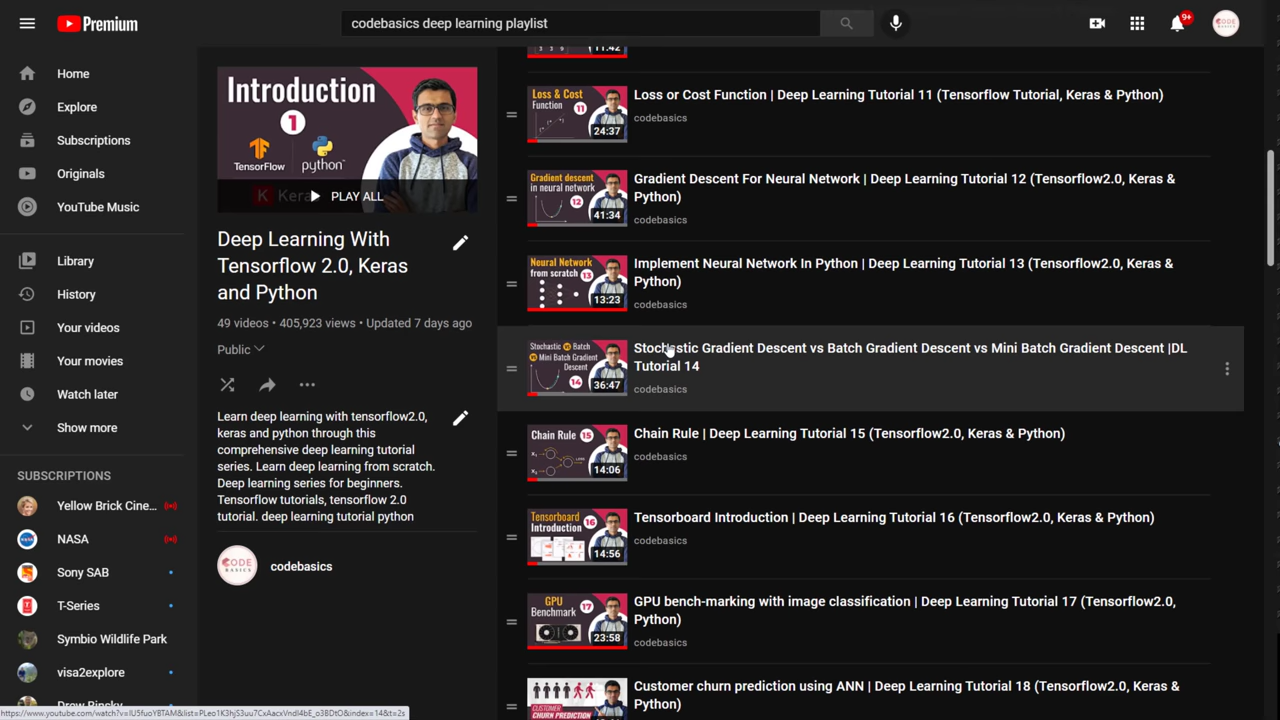 Premium
codebasics deep learning playlist
9+
CODE
BASICS
Home
Explore
Subscriptions
Originals
YouTube Music
Library
History
Your videos
Your movies
Watch later
Show more
SUBSCRIPTIONS
Yellow Brick Cine...
NASA
Sony SAB
T-Series
Symbio Wildlife Park
visa2explore
Introduction
1
TensorFlow
python
PLAY ALL
Deep Learning With
Tensorflow 2.0, Keras
and Python
49 videos • 405,923 views • Updated 7 days ago
Public
Learn deep learning with tensorflow2.0,
keras and python through this
comprehensive deep learning tutorial
series. Learn deep learning from scratch.
Deep learning series for beginners.
Tensorflow tutorials, tensorflow 2.0
tutorial. deep learning tutorial python
CODE
BASICS
codebasics
11:42
Loss & Cost
Function
11
24:37
Loss or Cost Function | Deep Learning Tutorial 11 (Tensorflow Tutorial, Keras & Python)
codebasics
Gradient descent
in neural network
12
41:34
Gradient Descent For Neural Network | Deep Learning Tutorial 12 (Tensorflow2.0, Keras &
Python)
codebasics
Neural Network
from scratch
13
13:23
Implement Neural Network In Python | Deep Learning Tutorial 13 (Tensorflow2.0, Keras &
Python)
codebasics
Stochastic VS Batch
VS Mini Batch Gradient
Descent
14
36:47
Stochastic Gradient Descent vs Batch Gradient Descent vs Mini Batch Gradient Descent |DL
Tutorial 14
codebasics
Chain Rule
15
14:06
Chain Rule | Deep Learning Tutorial 15 (Tensorflow2.0, Keras & Python)
codebasics
Tensorboard
Introduction
16
14:56
Tensorboard Introduction | Deep Learning Tutorial 16 (Tensorflow2.0, Keras & Python)
codebasics
GPU
Benchmark
17
23:58
GPU bench-marking with image classification | Deep Learning Tutorial 17 (Tensorflow2.0,
Python)
codebasics
CUSTOMER
CHURN PREDICTION
Customer churn prediction using ANN | Deep Learning Tutorial 18 (Tensorflow2.0, Keras &
Python)